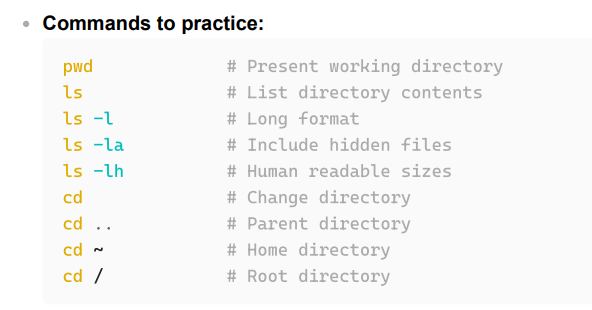 Commands to practice:
pwd # Present working directory
ls # List directory contents
ls -l # Long format
ls -la # Include hidden files
ls -lh # Human readable sizes
cd # Change directory
cd .. # Parent directory
cd ~ # Home directory
cd / # Root directory